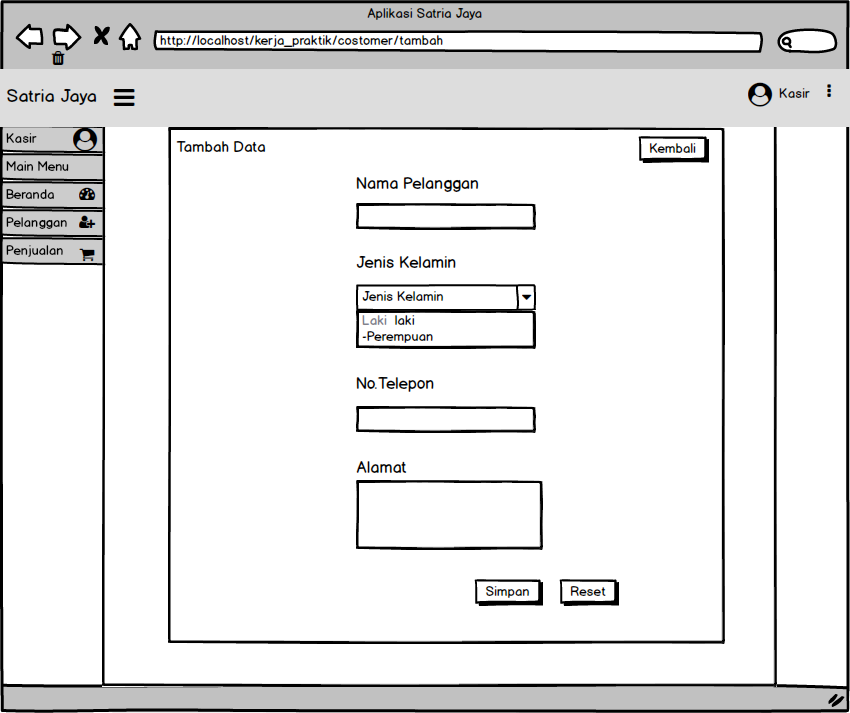 Aplikasi Satria Jaya
http://localhost/kerja_praktik/costomer/tambah
Satria Jaya
Kasir
Kasir
Main Menu
Beranda
Pelanggan
Penjualan
Tambah Data
Kembali
Nama Pelanggan
Jenis Kelamin
Jenis Kelamin
Laki laki
-Perempuan
No.Telepon
Alamat
Simpan
Reset